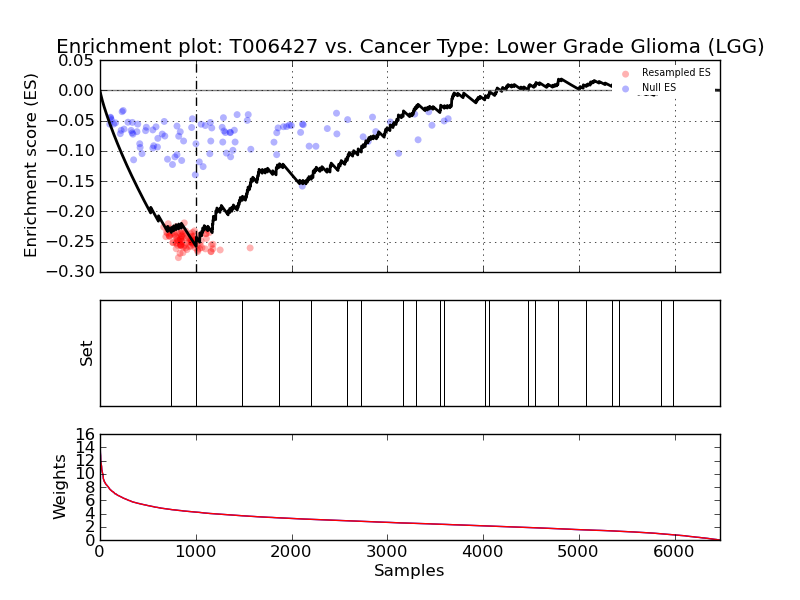 Enrichment plot: T006427 vs. Cancer Type: Lower Grade Glioma (LGG)
Enrichment score (ES)
0.05
0.00
−0.05
−0.10
−0.15
−0.20
−0.25
−0.30
Resampled ES
Null ES
Set
Weights
16
14
12
10
8
6
4
2
0
0 1000 2000 3000 4000 5000 6000
Samples